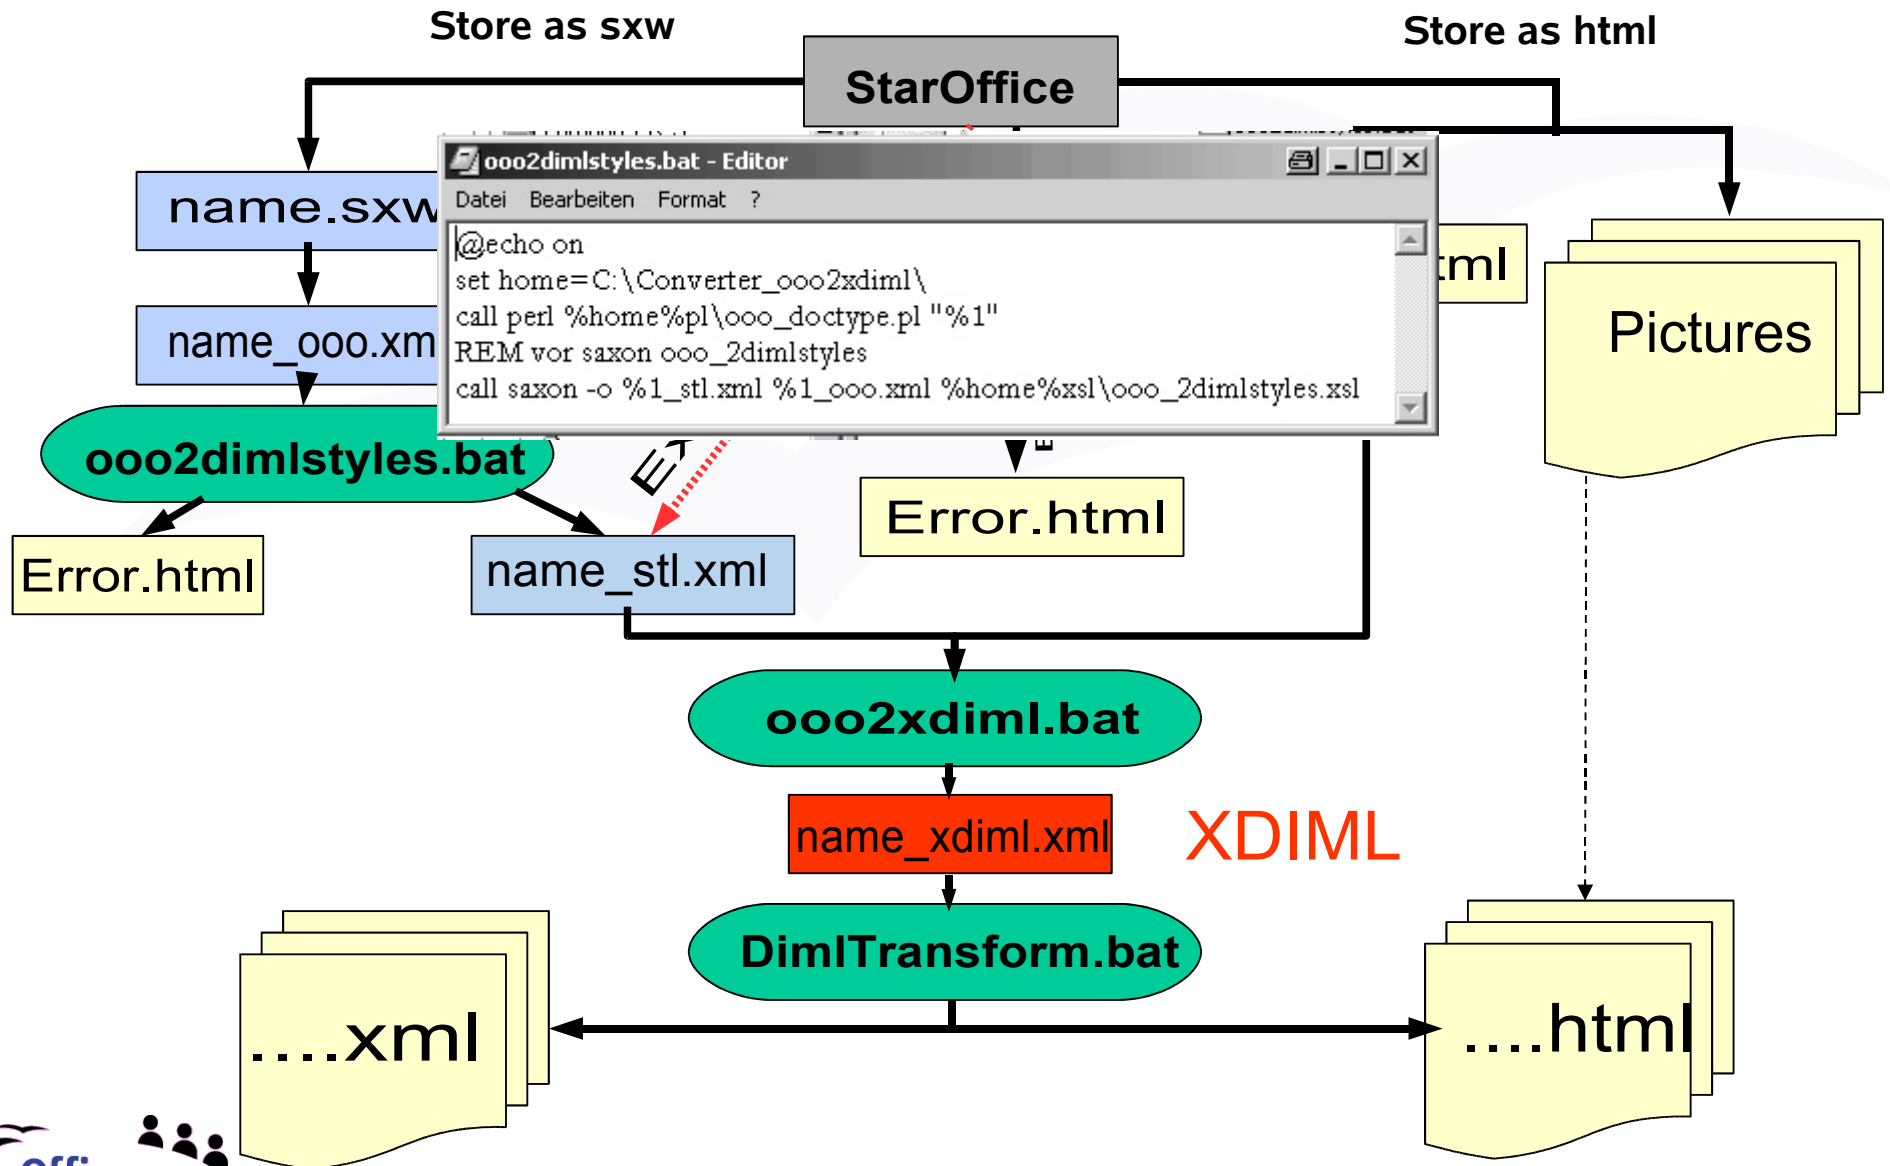 Store as sxw
Store as html
StarOffice
ooo2dimlstyles.bat - Editor
Datei Bearbeiten Format ?
@echo on
set home=C:\Converter_ooo2xdiml\
call perl %home%pl\ooo_doctype.pl "%1"
REM vor saxon ooo_2dimlstyles
call saxon -o %1_stl.xml %1_ooo.xml %home%xsl\ooo_2dimlstyles.xsl
name.sxw
tml
Pictures
name_ooo.xm
ooo2dimlstyles.bat
EX
Error.html
Error.html
name_stl.xml
ooo2xdiml.bat
name_xdiml.xml
XDIML
DimlTransform.bat
....xml
....html